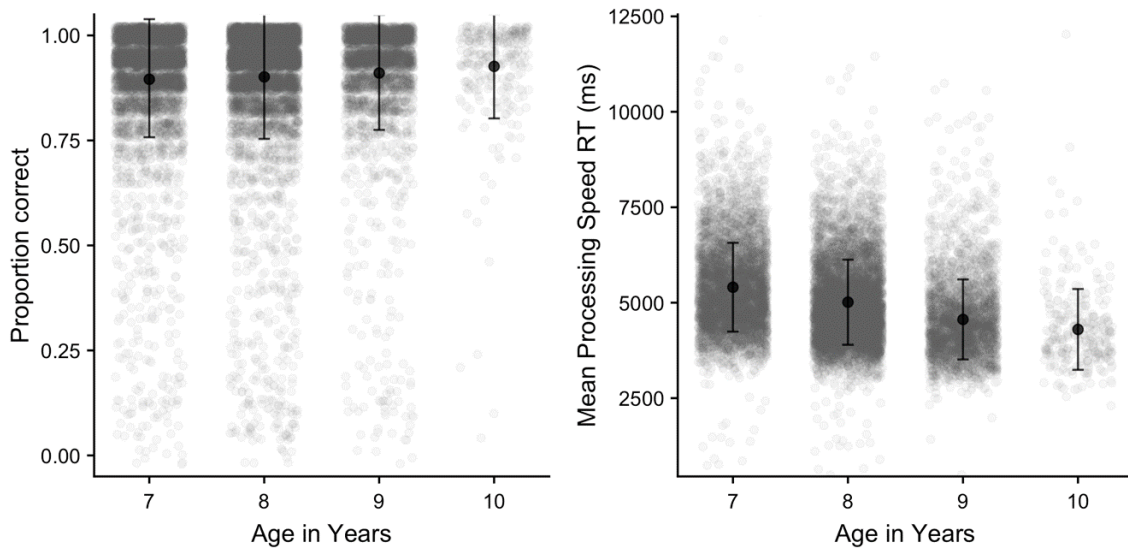 Proportion correct
1.00
0.75
0.50
0.25
0.00
7 8 9 10
Age in Years
Mean Processing Speed RT (ms)
12500
10000
7500
5000
2500
7 8 9 10
Age in Years